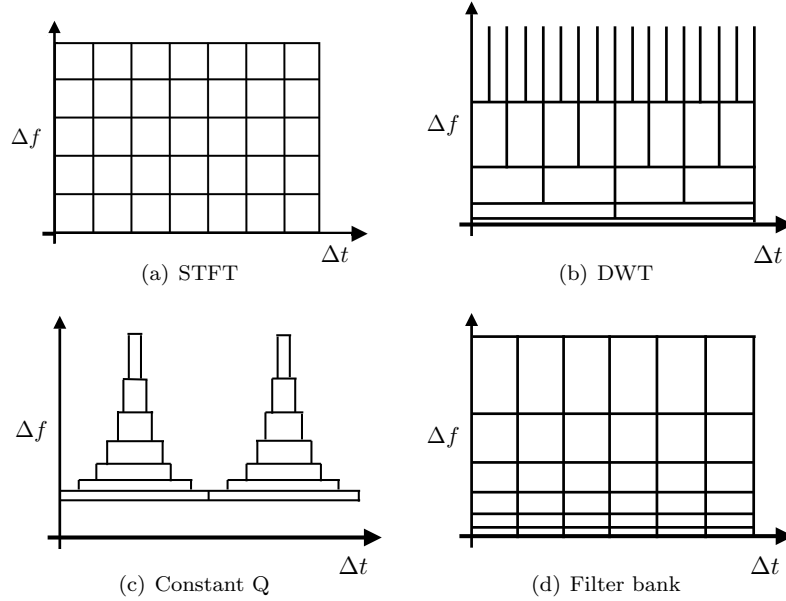 Δf
Δt
(a) STFT
Δf
Δt
(b) DWT
Δf
Δt
(c) Constant Q
Δf
Δt
(d) Filter bank